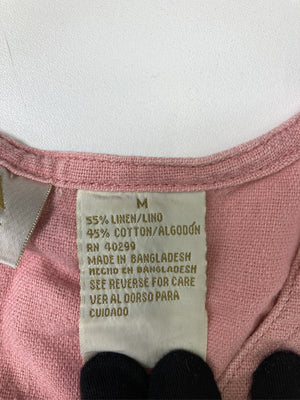 M
55% LINEN/LINO
45% COTTON/ALGODÓN
RN 40299
MADE IN BANGLADESH
HECHO EN BANGLADESH
SEE REVERSE FOR CARE
VER AL DORSO PARA
CUIDADO